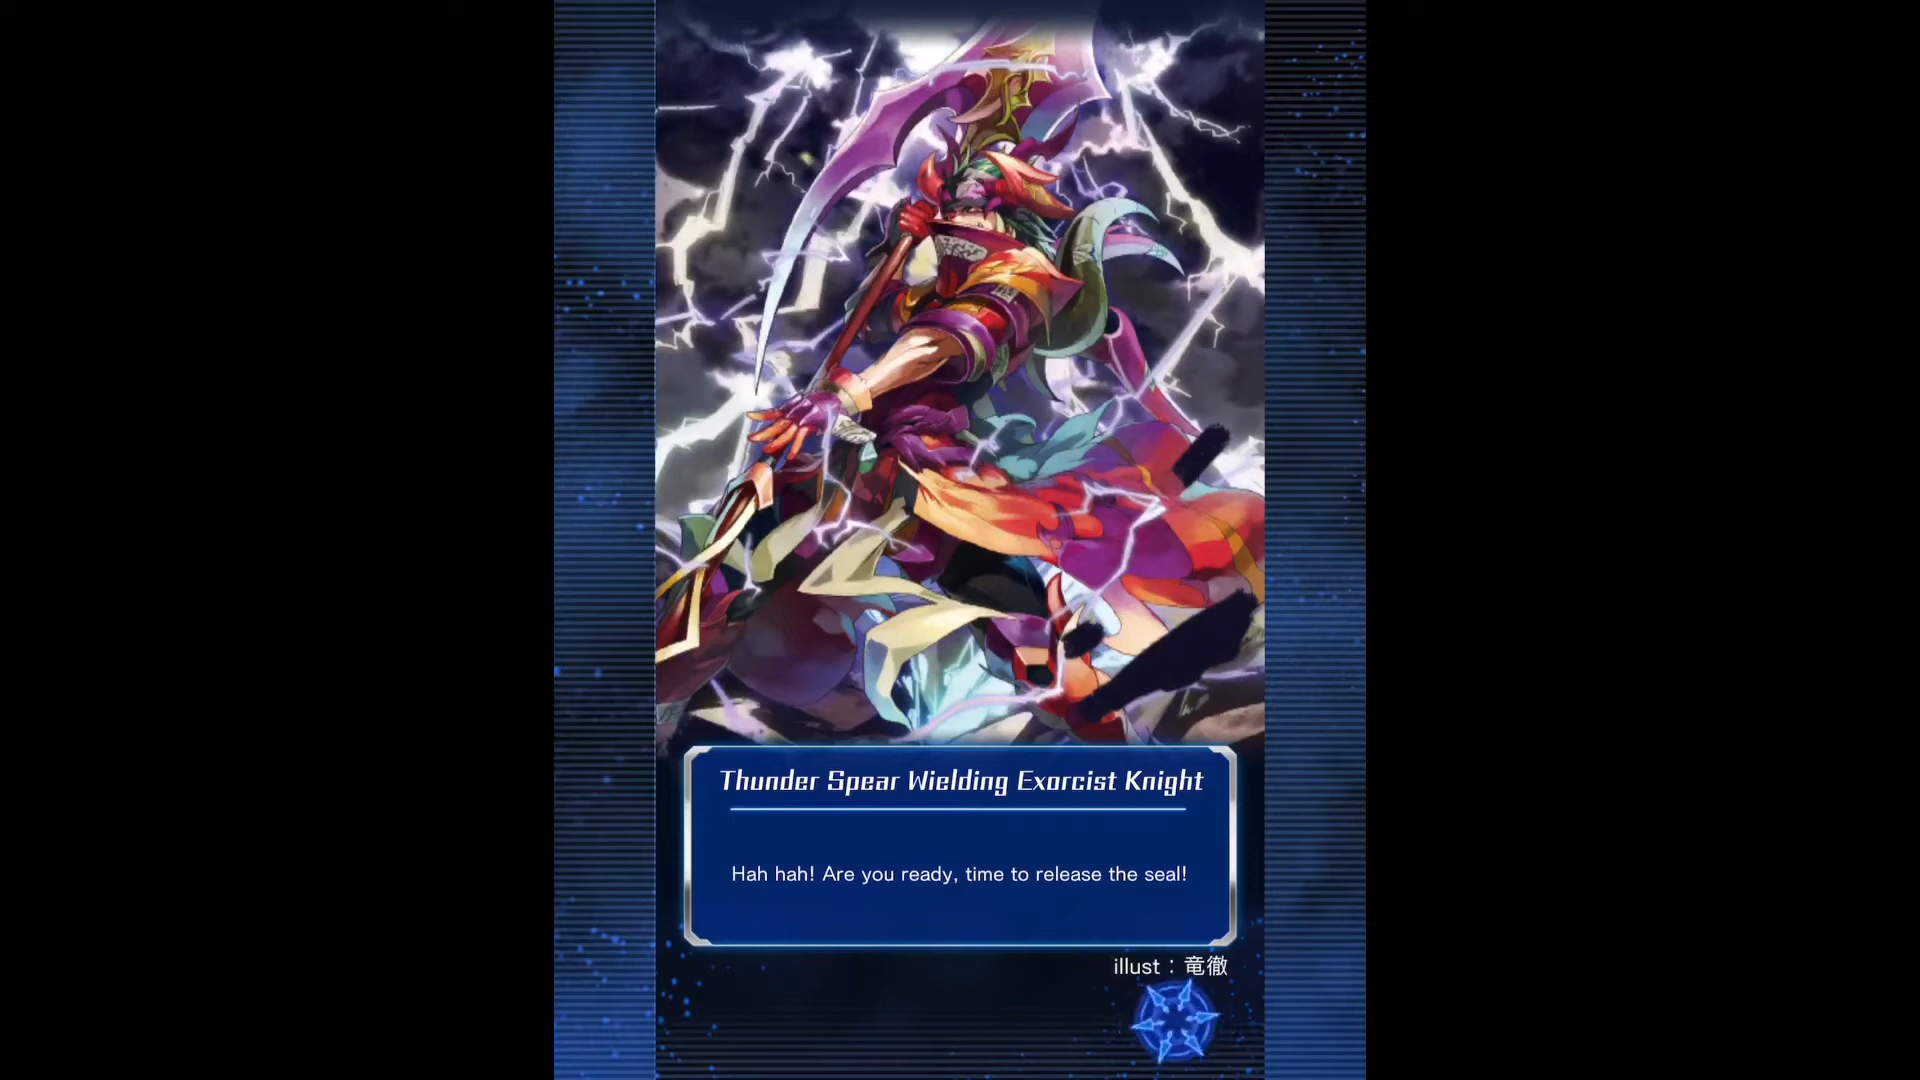 Thunder Spear Wielding Exorcist Knight
Hah hah! Are you ready, time to release the seal!
illust：竜徹